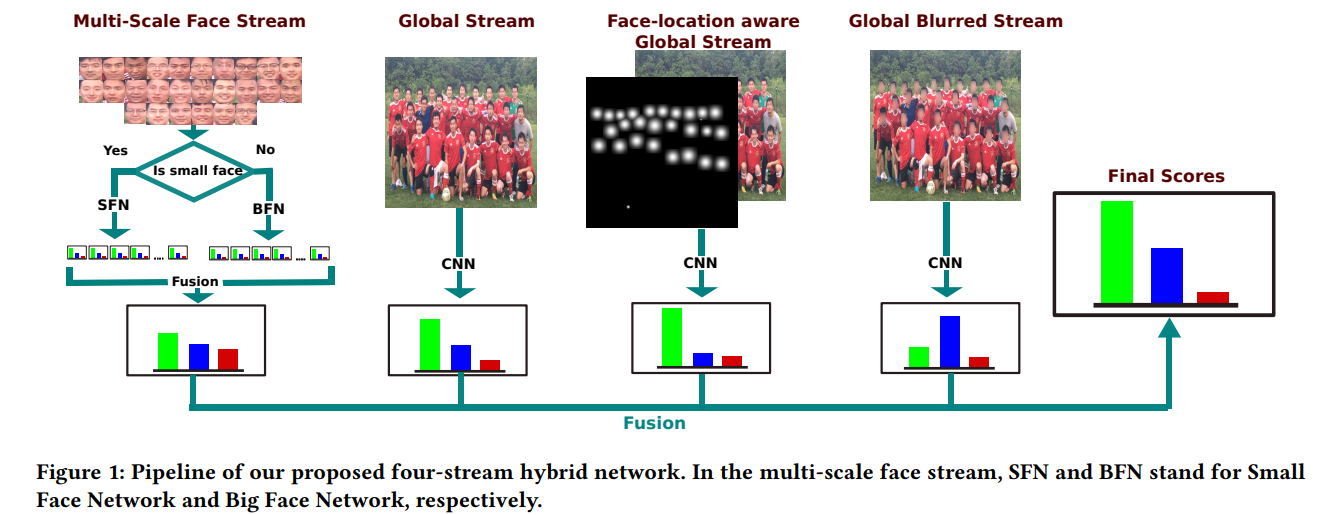 Multi-Scale Face Stream
Global Stream
Face-location aware
Global Stream
Global Blurred Stream
Yes
No
Is small face
SFN
BFN
....
....
Fusion
CNN
CNN
CNN
Final Scores
Fusion
Figure 1: Pipeline of our proposed four-stream hybrid network. In the multi-scale face stream, SFN and BFN stand for Small
Face Network and Big Face Network, respectively.